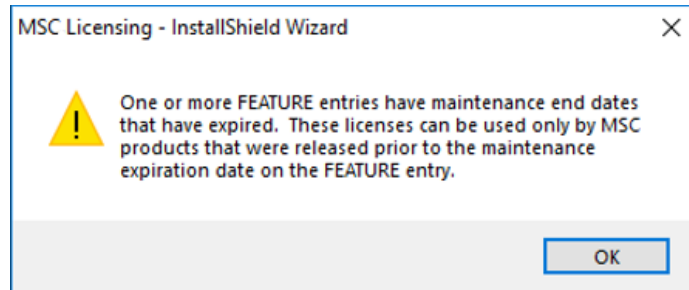 MSC Licensing - InstallShield Wizard
One or more FEATURE entries have maintenance end dates
that have expired.  These licenses can be used only by MSC
products that were released prior to the maintenance
expiration date on the FEATURE entry.
OK